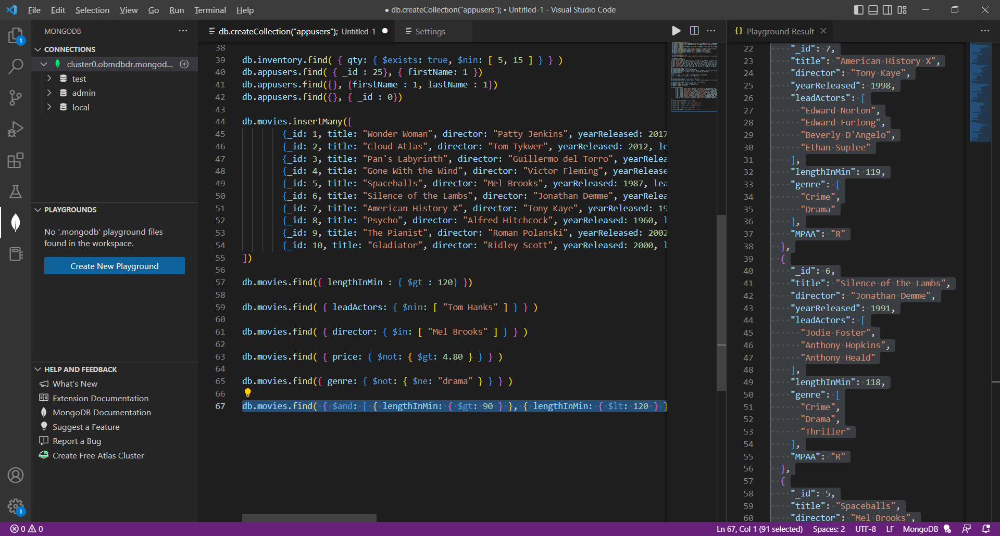 File Edit Selection View Go Run Terminal Help
● db.createCollection("appusers"); • Untitled-1 - Visual Studio Code
MONGODB
CONNECTIONS
cluster0.obmdbdr.mongod...
test
admin
local
PLAYGROUNDS
No '.mongodb' playground files
found in the workspace.
Create New Playground
HELP AND FEEDBACK
What's New
Extension Documentation
MongoDB Documentation
Suggest a Feature
Report a Bug
Create Free Atlas Cluster
1
1
db.createCollection("appusers"); Untitled-1
Settings
38
39 db.inventory.find( { qty: { $exists: true, $nin: [ 5, 15 ] } } )
40 db.appusers.find( { _id : 25}, { firstName: 1 })
41 db.appusers.find({}, {firstName : 1, lastName : 1})
42 db.appusers.find({}, { _id : 0})
43
44 db.movies.insertMany([
45 {_id: 1, title: "Wonder Woman", director: "Patty Jenkins", yearReleased: 2017
46 {_id: 2, title: "Cloud Atlas", director: "Tom Tykwer", yearReleased: 2012, le
47 {_id: 3, title: "Pan's Labyrinth", director: "Guillermo del Torro", yearRelea
48 {_id: 4, title: "Gone With the Wind", director: "Victor Fleming", yearRelease
49 {_id: 5, title: "Spaceballs", director: "Mel Brooks", yearReleased: 1987, lea
50 {_id: 6, title: "Silence of the Lambs", director: "Jonathan Demme", yearRelea
51 {_id: 7, title: "American History X", director: "Tony Kaye", yearReleased: 19
52 {_id: 8, title: "Psycho", director: "Alfred Hitchcock", yearReleased: 1960, l
53 {_id: 9, title: "The Pianist", director: "Roman Polanski", yearReleased: 2002
54 {_id: 10, title: "Gladiator", director: "Ridley Scott", yearReleased: 2000, l
55 ])
56
57 db.movies.find({ lengthInMin : { $gt : 120} })
58
59 db.movies.find( { leadActors: { $nin: [ "Tom Hanks" ] } } )
60
61 db.movies.find( { director: { $in: [ "Mel Brooks" ] } } )
62
63 db.movies.find( { price: { $not: { $gt: 4.80 } } } )
64
65 db.movies.find({ genre: { $not: { $ne: "drama" } } } )
66
67 db.movies.find( { $and: [ { lengthInMin: { $gt: 90 } }, { lengthInMin: { $lt: 120 } }
{} Playground Result
22 "_id": 7,
23 "title": "American History X",
24 "director": "Tony Kaye",
25 "yearReleased": 1998,
26 "leadActors": [
27 "Edward Norton",
28 "Edward Furlong",
29 "Beverly D'Angelo",
30 "Ethan Suplee"
31 ],
32 "lengthInMin": 119,
33 "genre": [
34 "Crime",
35 "Drama"
36 ],
37 "MPAA": "R"
38 },
39 {
40 "_id": 6,
41 "title": "Silence of the Lambs",
42 "director": "Jonathan Demme",
43 "yearReleased": 1991,
44 "leadActors": [
45 "Jodie Foster",
46 "Anthony Hopkins",
47 "Anthony Heald"
48 ],
49 "lengthInMin": 118,
50 "genre": [
51 "Crime",
52 "Drama",
53 "Thriller"
54 ],
55 "MPAA": "R"
56 },
57 {
58 "_id": 5,
59 "title": "Spaceballs",
60 "director": "Mel Brooks",
0 0
Ln 67, Col 1 (91 selected) Spaces: 2 UTF-8 LF MongoDB